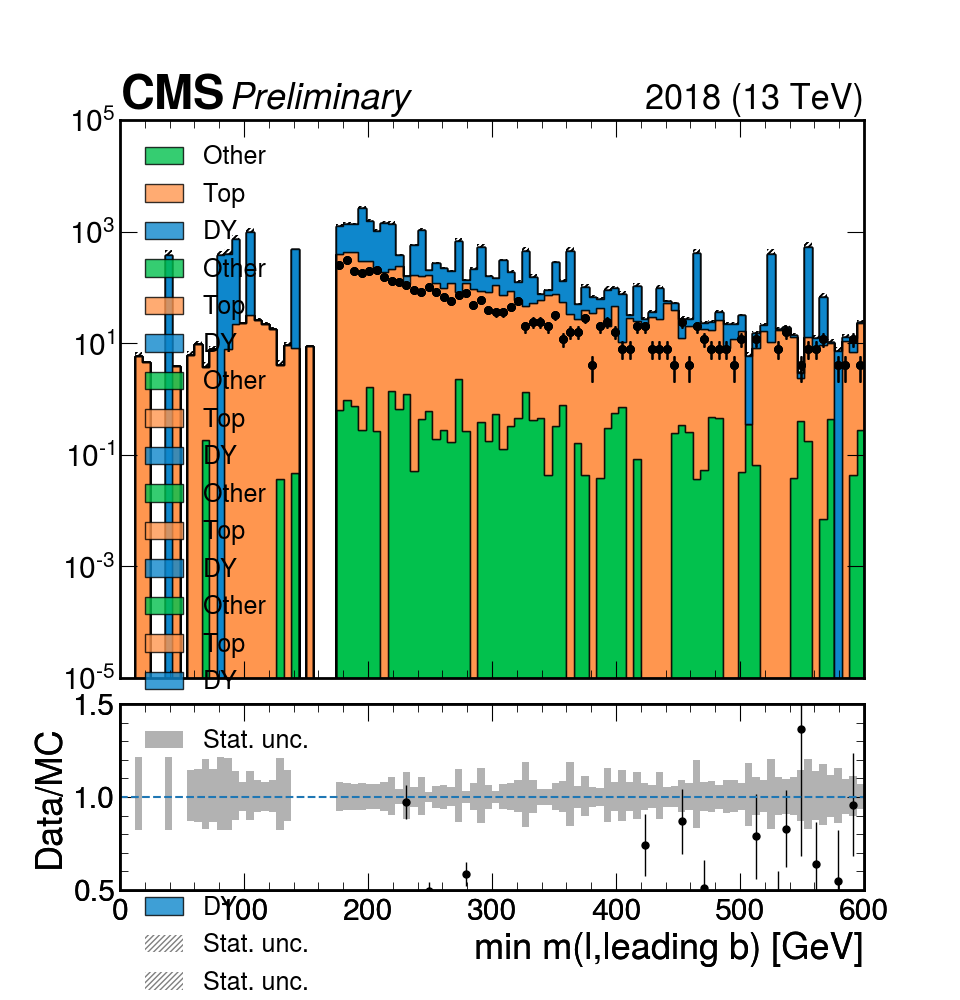 CMS Preliminary 2018 (13 TeV)
10^5
Other
Top
10^3
DY
Other
Top
10^1
DY
Other
Top
10^-1
DY
Other
Top
10^-3
DY
Other
Top
10^-5
DY
1.5
Stat. unc.
Data/MC
1.0
0.5
0 100 200 300 400 500 600
DY
min m(l,leading b) [GeV]
Stat. unc.
Stat. unc.